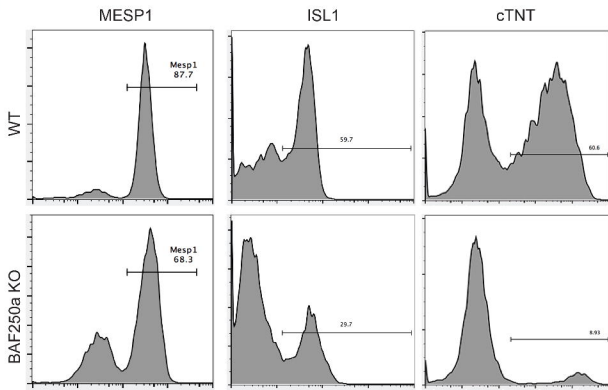 MESP1
ISL1
cTNT
WT
Mesp1
87.7
59.7
60.6
BAF250a KO
Mesp1
68.3
29.7
8.93